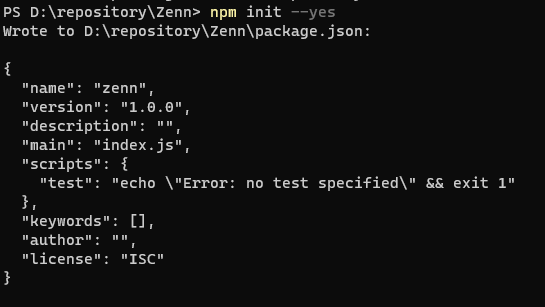 PS D:\repository\Zenn> npm init --yes
Wrote to D:\repository\Zenn\package.json:
{
  "name": "zenn",
  "version": "1.0.0",
  "description": "",
  "main": "index.js",
  "scripts": {
    "test": "echo \"Error: no test specified\" && exit 1"
  },
  "keywords": [],
  "author": "",
  "license": "ISC"
}